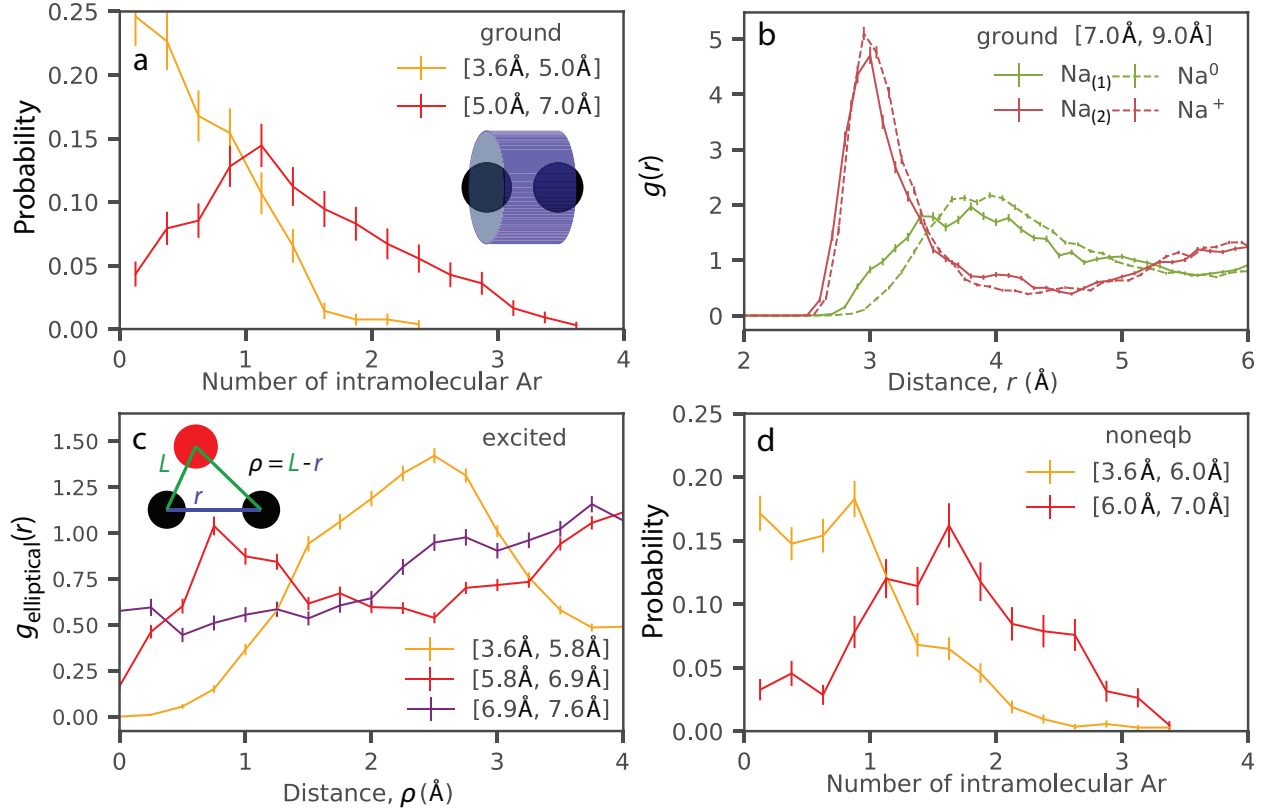 a
ground
[3.6Å, 5.0Å]
[5.0Å, 7.0Å]
Probability
0.25
0.20
0.15
0.10
0.05
0.00
0 1 2 3 4
Number of intramolecular Ar
b
ground [7.0Å, 9.0Å]
Na(1) Na⁰
Na(2) Na⁺
g(r)
5
4
3
2
1
0
2 3 4 5 6
Distance, r (Å)
c
excited
L
r
ρ = L - r
[3.6Å, 5.8Å]
[5.8Å, 6.9Å]
[6.9Å, 7.6Å]
gelliptical(r)
1.50
1.25
1.00
0.75
0.50
0.25
0.00
0 1 2 3 4
Distance, ρ (Å)
d
noneqb
[3.6Å, 6.0Å]
[6.0Å, 7.0Å]
Probability
0.25
0.20
0.15
0.10
0.05
0.00
0 1 2 3 4
Number of intramolecular Ar